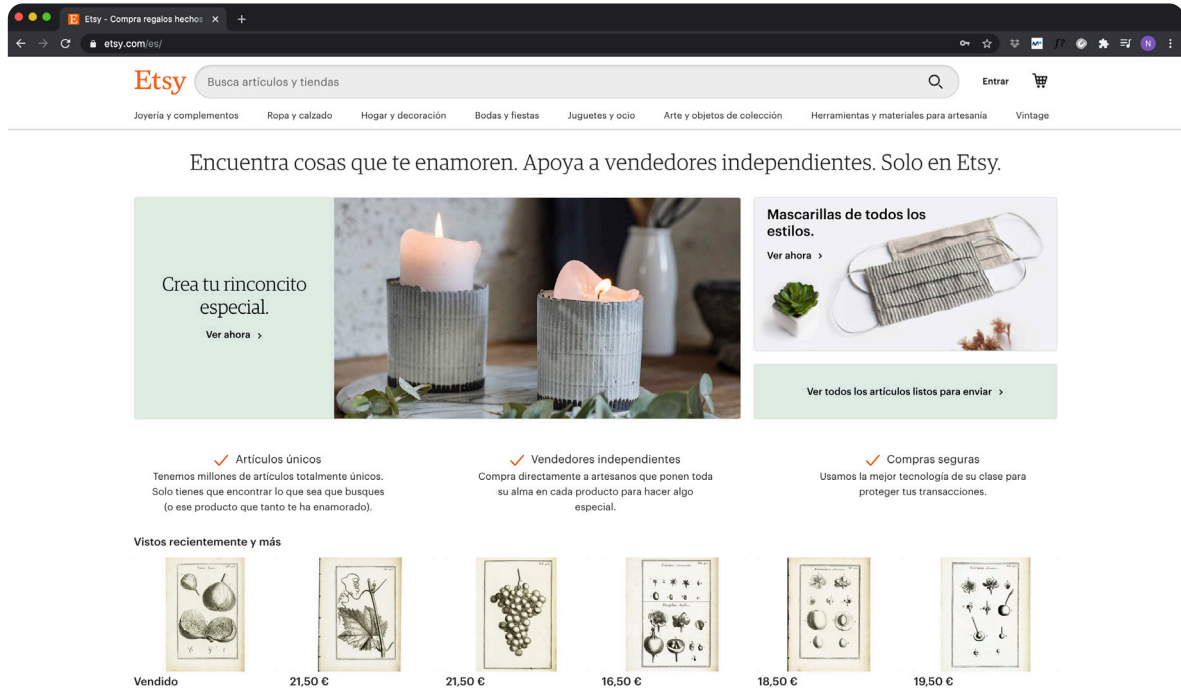 Etsy - Compra regalos hechos
etsy.com/es/
N
Etsy
Busca artículos y tiendas
Entrar
Joyería y complementos
Ropa y calzado
Hogar y decoración
Bodas y fiestas
Juguetes y ocio
Arte y objetos de colección
Herramientas y materiales para artesanía
Vintage
Encuentra cosas que te enamoren. Apoya a vendedores independientes. Solo en Etsy.
Crea tu rinconcito
especial.
Ver ahora
Mascarillas de todos los
estilos.
Ver ahora
Ver todos los artículos listos para enviar
Artículos únicos
Tenemos millones de artículos totalmente únicos.
Solo tienes que encontrar lo que sea que busques
(o ese producto que tanto te ha enamorado).
Vendedores independientes
Compra directamente a artesanos que ponen toda
su alma en cada producto para hacer algo
especial.
Compras seguras
Usamos la mejor tecnología de su clase para
proteger tus transacciones.
Vistos recientemente y más
Vendido
21,50 €
21,50 €
16,50 €
18,50 €
19,50 €